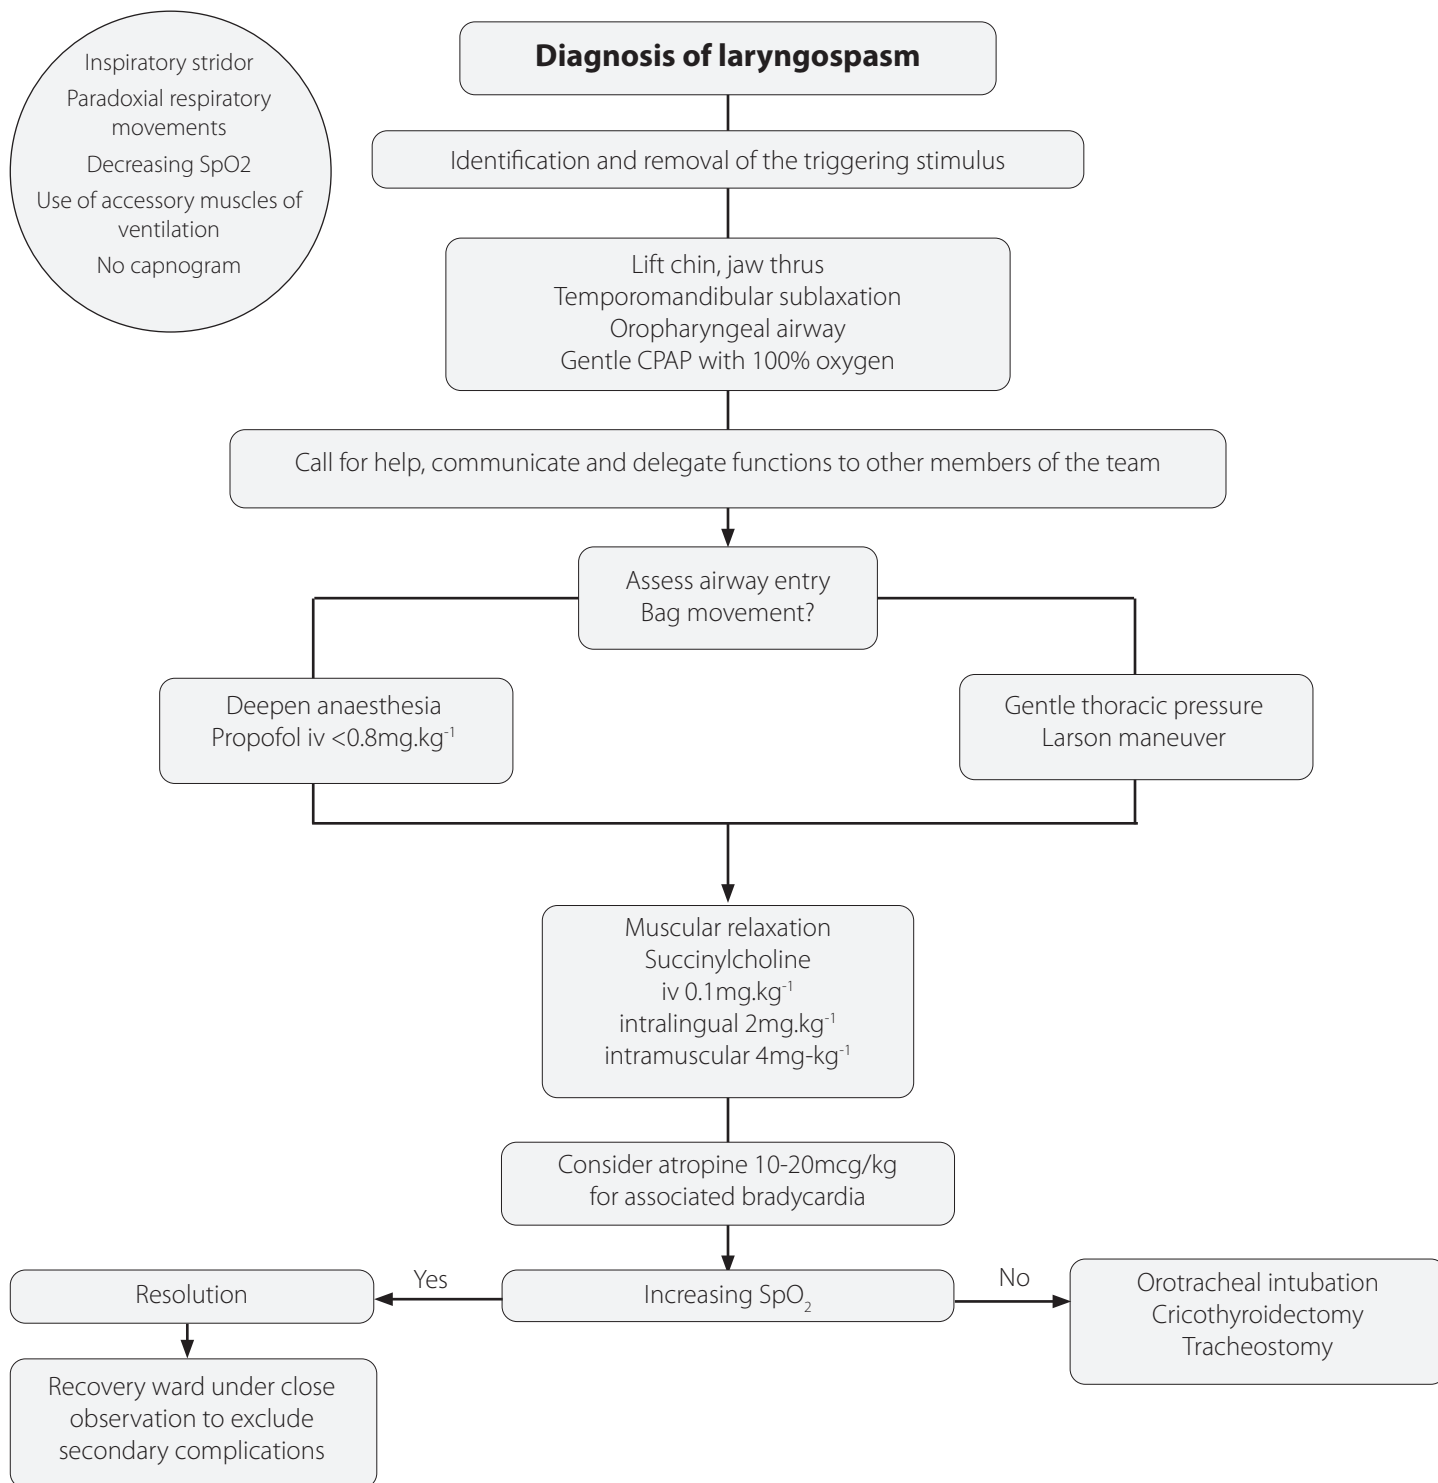 Inspiratory stridor
Paradoxial respiratory
movements
Decreasing SpO2
Use of accessory muscles of
ventilation
No capnogram
Diagnosis of laryngospasm
Identification and removal of the triggering stimulus
Lift chin, jaw thrus
Temporomandibular sublaxation
Oropharyngeal airway
Gentle CPAP with 100% oxygen
Call for help, communicate and delegate functions to other members of the team
Assess airway entry
Bag movement?
Deepen anaesthesia
Propofol iv <0.8mg.kg⁻¹
Gentle thoracic pressure
Larson maneuver
Muscular relaxation
Succinylcholine
iv 0.1mg.kg⁻¹
intralingual 2mg.kg⁻¹
intramuscular 4mg-kg⁻¹
Consider atropine 10-20mcg/kg
for associated bradycardia
Increasing SpO₂
Yes
No
Resolution
Recovery ward under close
observation to exclude
secondary complications
Orotracheal intubation
Cricothyroidectomy
Tracheostomy